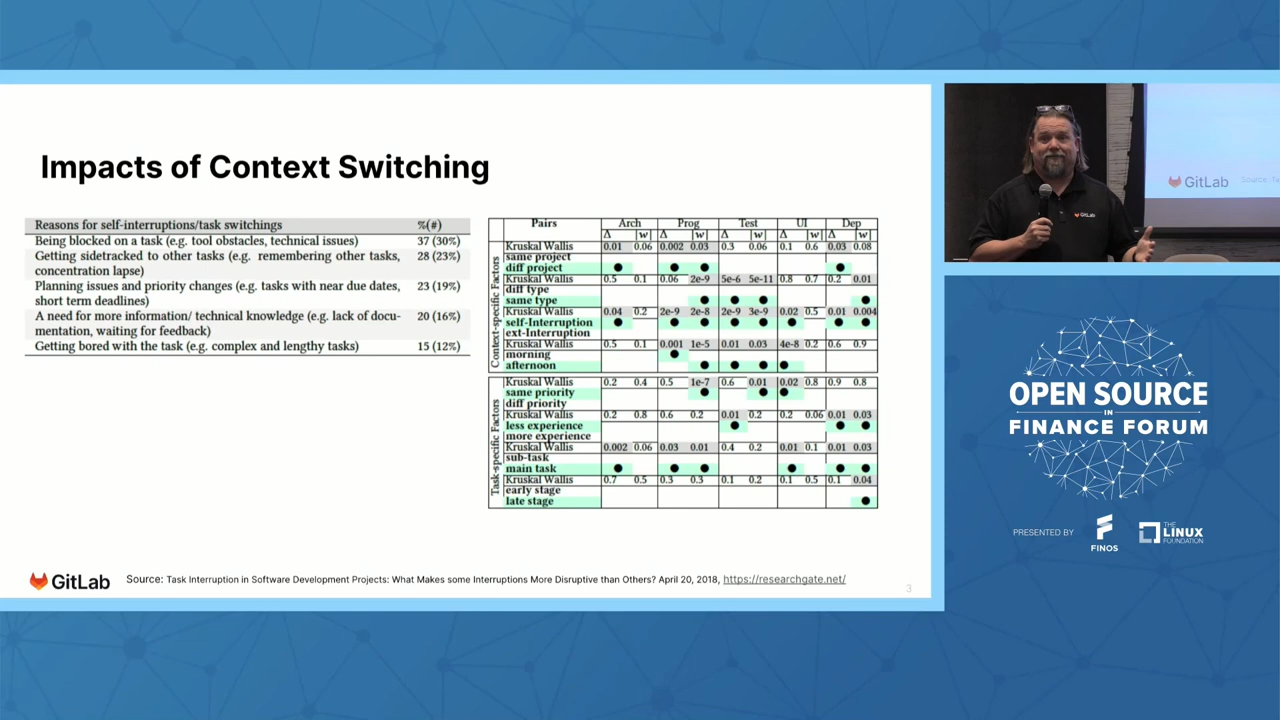 Impacts of Context Switching
Reasons for self-interruptions/task switchings %(#)
Being blocked on a task (e.g. tool obstacles, technical issues) 37 (30%)
Getting sidetracked to other tasks (e.g. remembering other tasks, 28 (23%)
concentration lapse)
Planning issues and priority changes (e.g. tasks with near due dates, 23 (19%)
short term deadlines)
A need for more information/ technical knowledge (e.g. lack of docu- 20 (16%)
mentation, waiting for feedback)
Getting bored with the task (e.g. complex and lengthy tasks) 15 (12%)
Pairs Arch Prog Test UI Dep
Δ |w| Δ |w| Δ |w| Δ |w| Δ |w|
Context-specific Factors
Kruskal Wallis 0.01 0.06 0.002 0.03 0.3 0.06 0.1 0.6 0.03 0.08
same project
diff project ● ● ● ●
Kruskal Wallis 0.5 0.1 0.06 2e-9 5e-6 5e-11 0.8 0.7 0.2 0.01
diff type
same type ● ● ● ●
Kruskal Wallis 0.04 0.2 2e-9 2e-8 2e-9 3e-9 0.02 0.5 0.01 0.004
self-Interruption ● ● ● ● ● ● ● ●
ext-Interruption
Kruskal Wallis 0.5 0.1 0.001 1e-5 0.01 0.03 4e-8 0.2 0.6 0.9
morning ●
afternoon ● ● ● ●
Task-specific Factors
Kruskal Wallis 0.2 0.4 0.5 1e-7 0.6 0.01 0.02 0.8 0.9 0.8
same priority ● ● ●
diff priority
Kruskal Wallis 0.2 0.8 0.6 0.2 0.01 0.2 0.2 0.06 0.01 0.03
less experience ● ● ●
more experience
Kruskal Wallis 0.002 0.06 0.03 0.01 0.4 0.2 0.01 0.1 0.01 0.03
sub-task
main task ● ● ● ● ● ●
Kruskal Wallis 0.7 0.5 0.3 0.3 0.1 0.2 0.1 0.5 0.1 0.04
early stage
late stage ●
GitLab
Source: Task Interruption in Software Development Projects: What Makes some Interruptions More Disruptive than Others? April 20, 2018, https://researchgate.net/
3
GitLab
Source: Ta
GitLab
OPEN SOURCE
IN
FINANCE FORUM
PRESENTED BY
FINOS
THE
LINUX
FOUNDATION